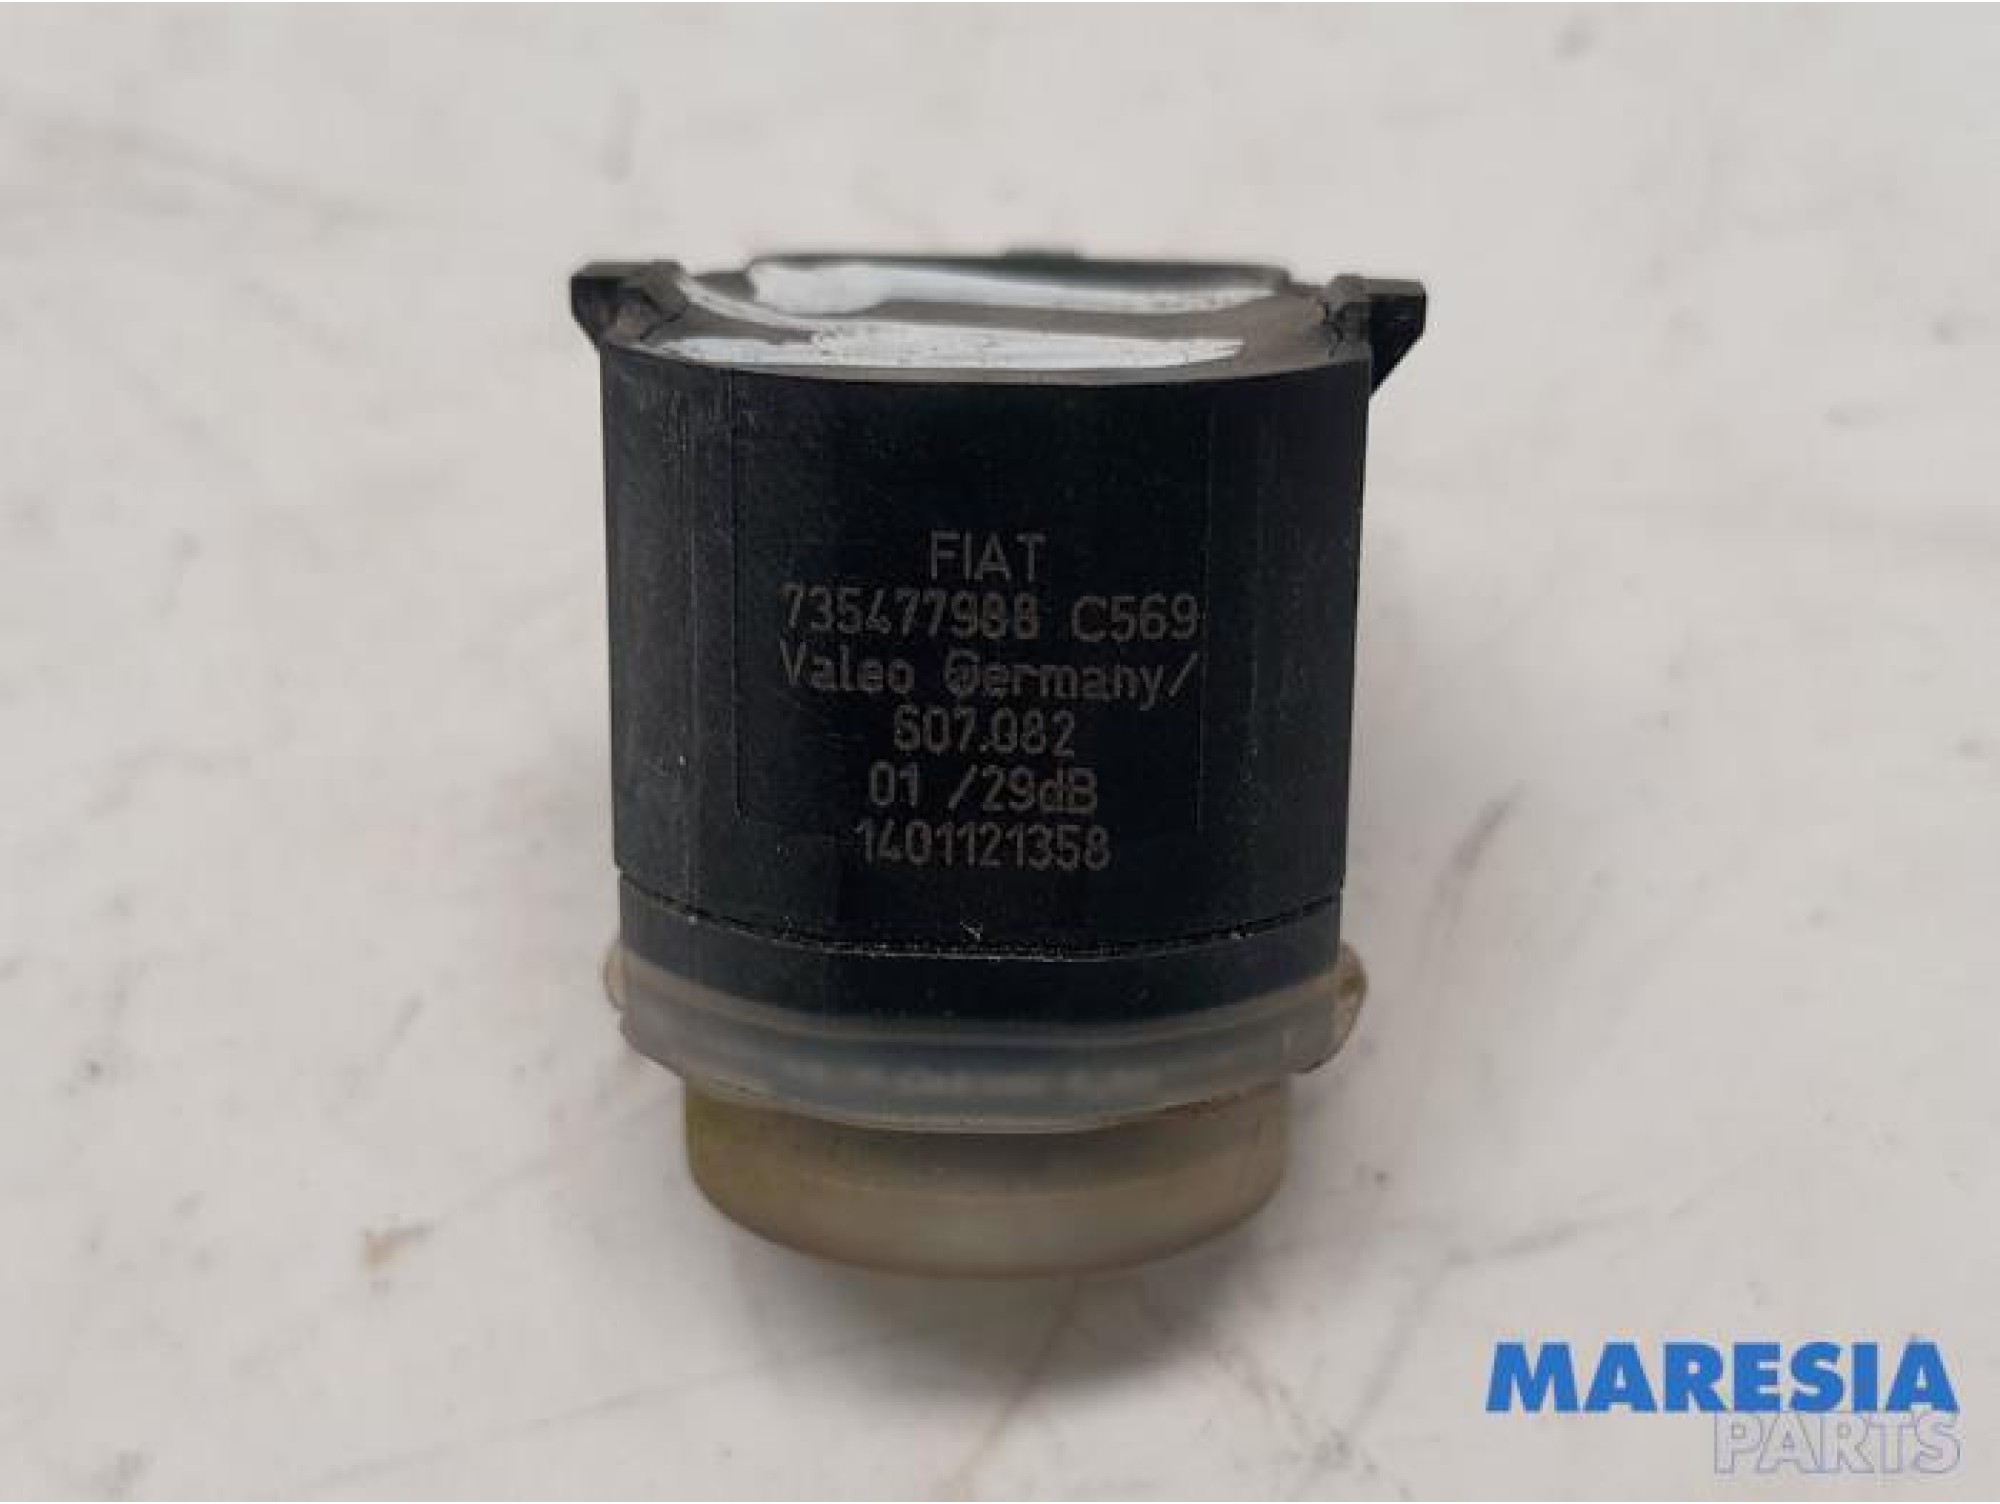 FIAT
735477988 C569
Valeo Germany/
607.082
01 /29dB
1401121358
MARESIA
PARTS